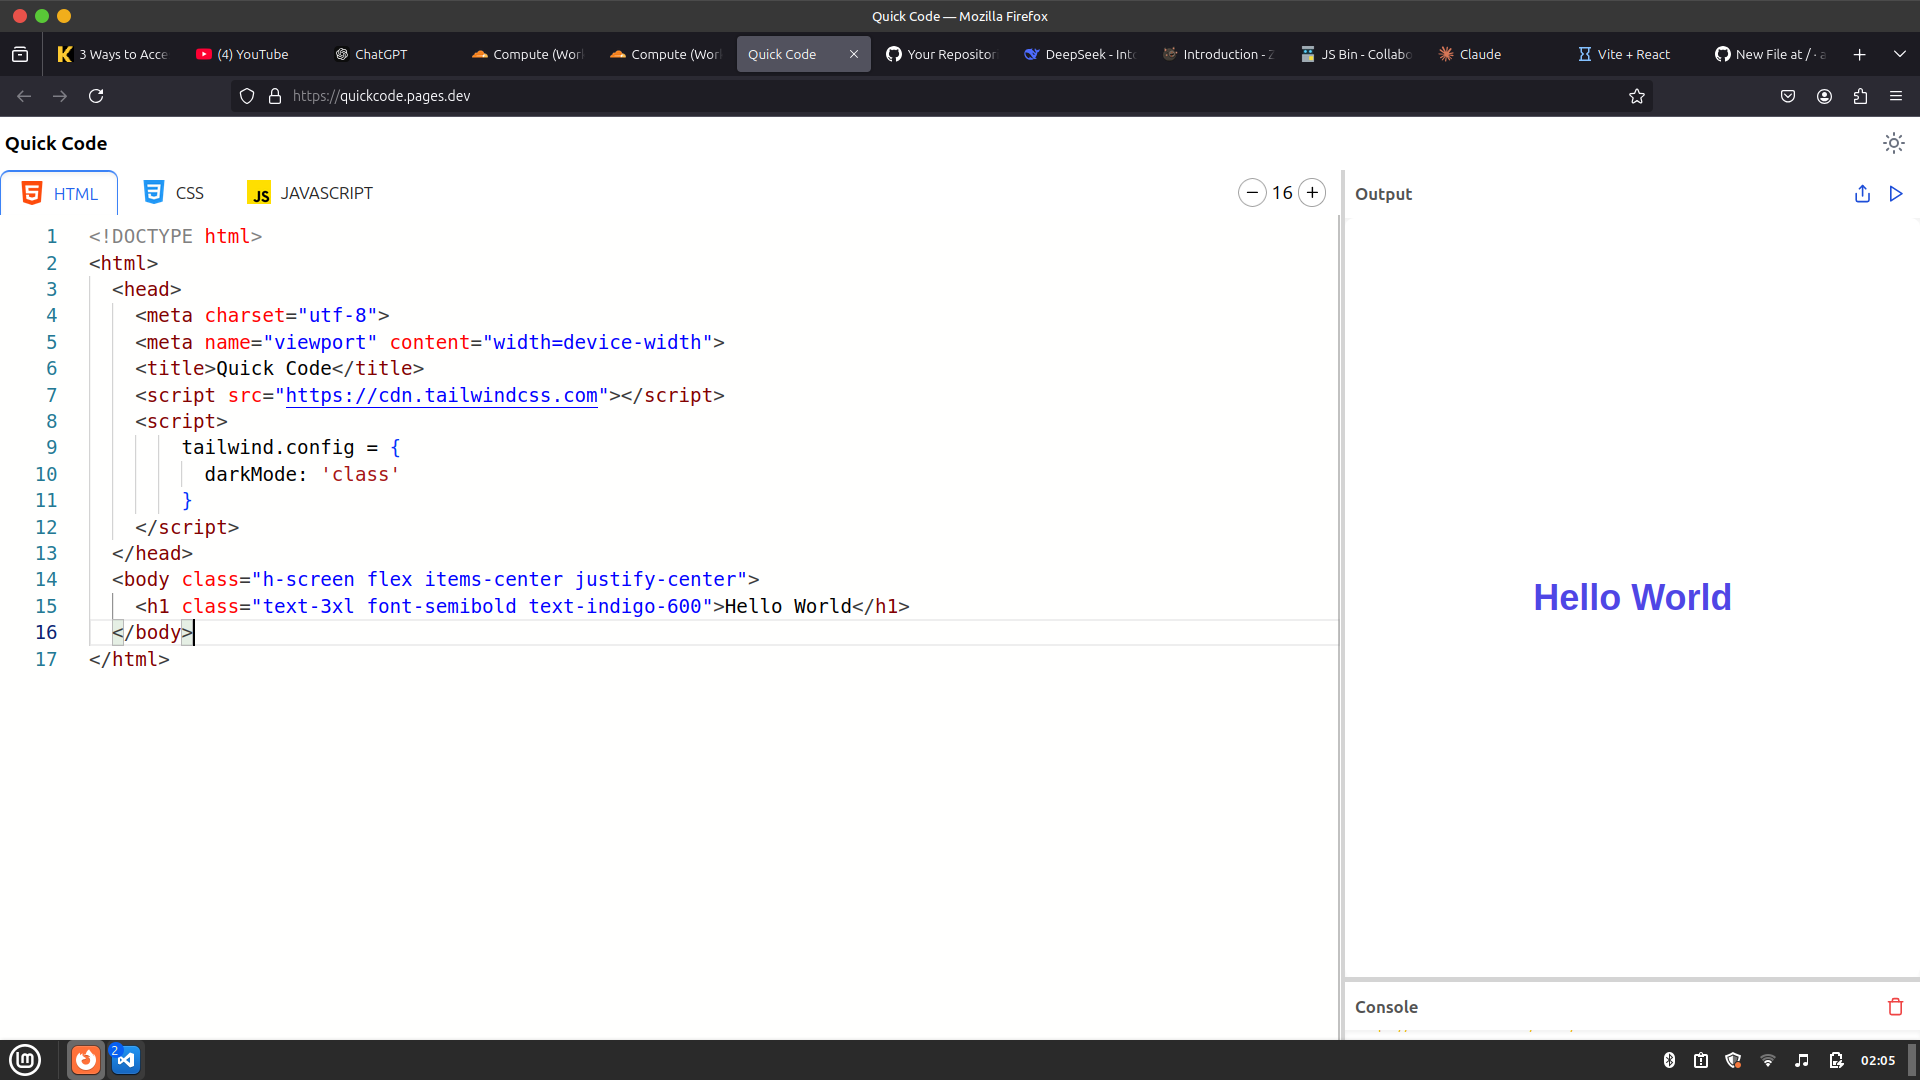 Quick Code — Mozilla Firefox
3 Ways to Acce
(4) YouTube
ChatGPT
Compute (Work
Compute (Work
Quick Code
Your Repositori
DeepSeek - Into
Introduction - Z
JS Bin - Collabo
Claude
Vite + React
New File at / · a
https://quickcode.pages.dev
Quick Code
HTML
CSS
JS JAVASCRIPT
16
Output
1 <!DOCTYPE html>
2 <html>
3 <head>
4 <meta charset="utf-8">
5 <meta name="viewport" content="width=device-width">
6 <title>Quick Code</title>
7 <script src="https://cdn.tailwindcss.com"></script>
8 <script>
9 tailwind.config = {
10 darkMode: 'class'
11 }
12 </script>
13 </head>
14 <body class="h-screen flex items-center justify-center">
15 <h1 class="text-3xl font-semibold text-indigo-600">Hello World</h1>
16 </body>
17 </html>
Hello World
Console
2
02:05